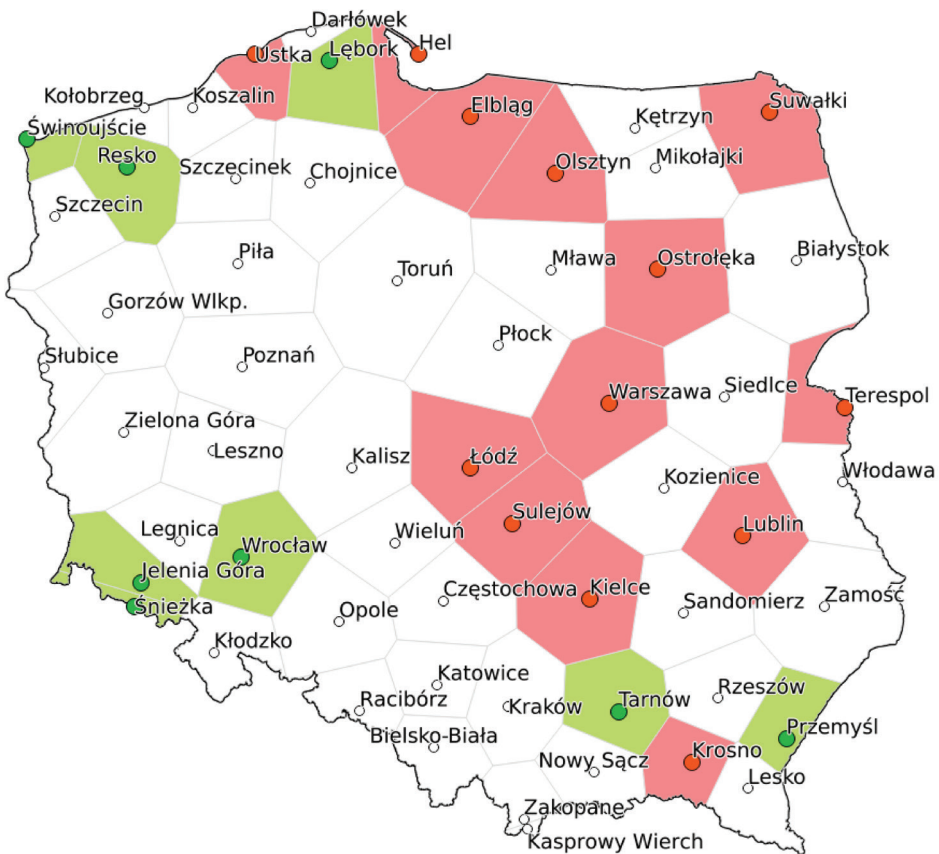 Darłówek
Ustka
Lębork
Hel
Kołobrzeg
Koszalin
Elbląg
Suwałki
Świnoujście
Kętrzyn
Resko
Szczecinek
Chojnice
Olsztyn
Mikołajki
Szczecin
Piła
Toruń
Mława
Ostrołęka
Białystok
Gorzów Wlkp.
Płock
Słubice
Poznań
Warszawa
Siedlce
Terespol
Zielona Góra
Leszno
Kalisz
Łódź
Kozienice
Włodawa
Legnica
Wrocław
Wieluń
Sulejów
Lublin
Jelenia Góra
Śnieżka
Opole
Częstochowa
Kielce
Sandomierz
Zamość
Kłodzko
Katowice
Racibórz
Kraków
Tarnów
Rzeszów
Przemyśl
Bielsko-Biała
Nowy Sącz
Krosno
Lesko
Zakopane
Kasprowy Wierch